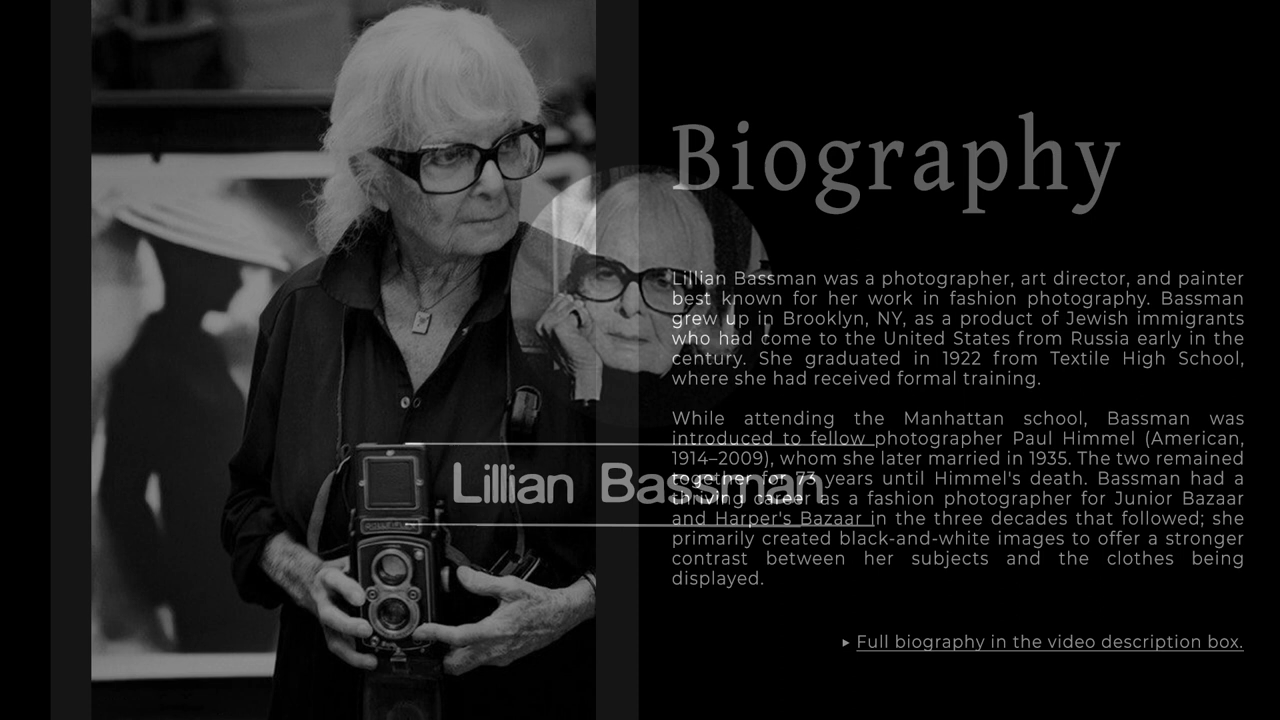 Biography
Lillian Bassman was a photographer, art director, and painter
best known for her work in fashion photography. Bassman
grew up in Brooklyn, NY, as a product of Jewish immigrants
who had come to the United States from Russia early in the
century. She graduated in 1922 from Textile High School,
where she had received formal training.
While attending the Manhattan school, Bassman was
introduced to fellow photographer Paul Himmel (American,
1914–2009), whom she later married in 1935. The two remained
together for 73 years until Himmel's death. Bassman had a
thriving career as a fashion photographer for Junior Bazaar
and Harper's Bazaar in the three decades that followed; she
primarily created black-and-white images to offer a stronger
contrast between her subjects and the clothes being
displayed.
Lillian Bassman
ROLLEIFLEX
▸ Full biography in the video description box.